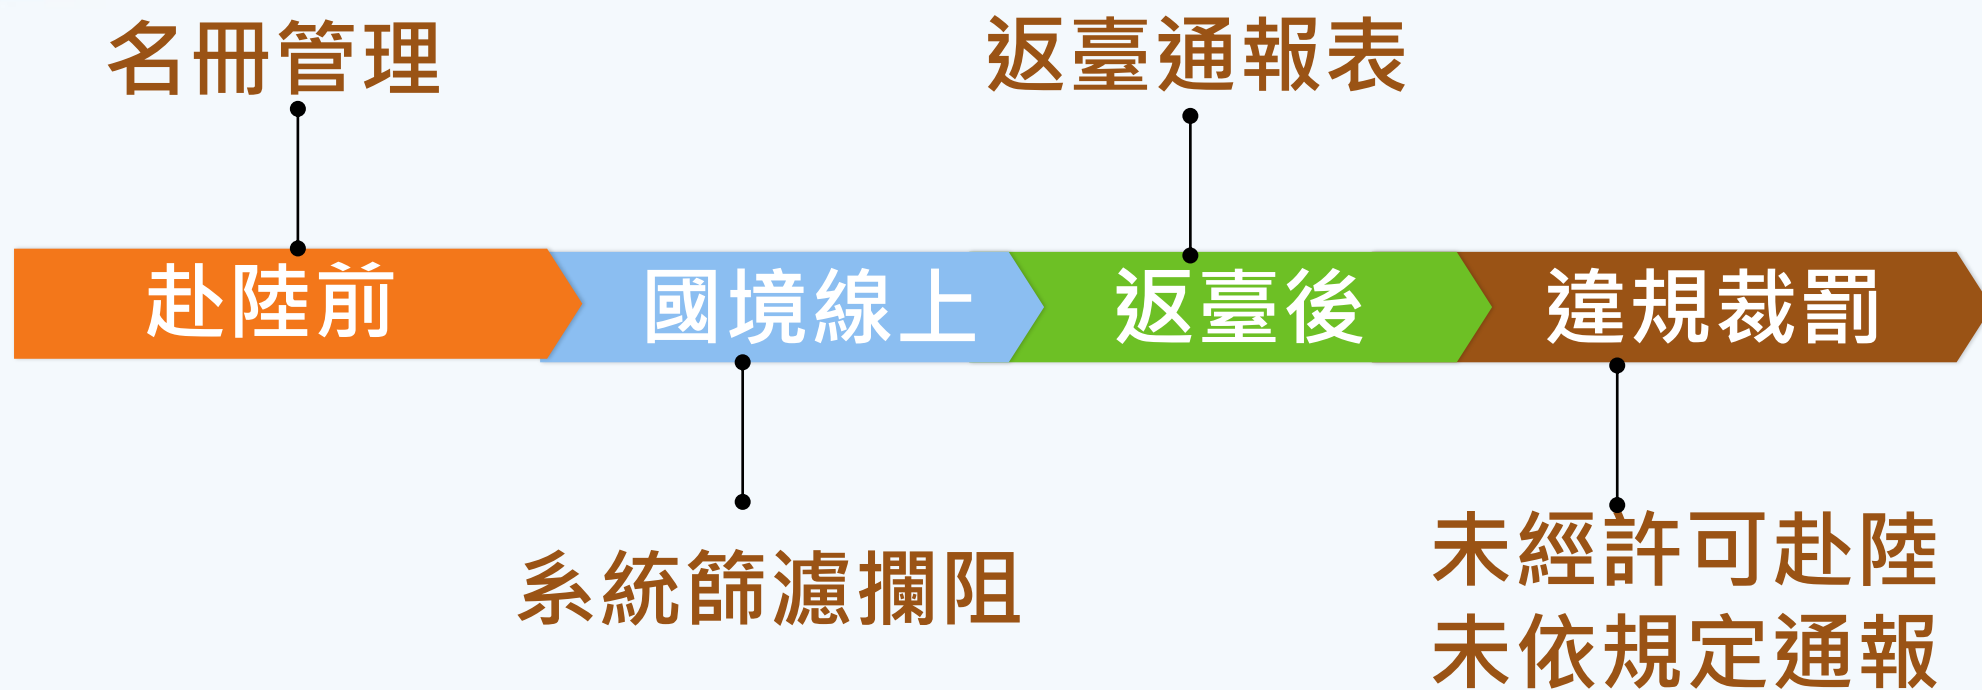 名冊管理
返臺通報表
赴陸前
國境線上
返臺後
違規裁罰
系統篩濾攔阻
未經許可赴陸
未依規定通報